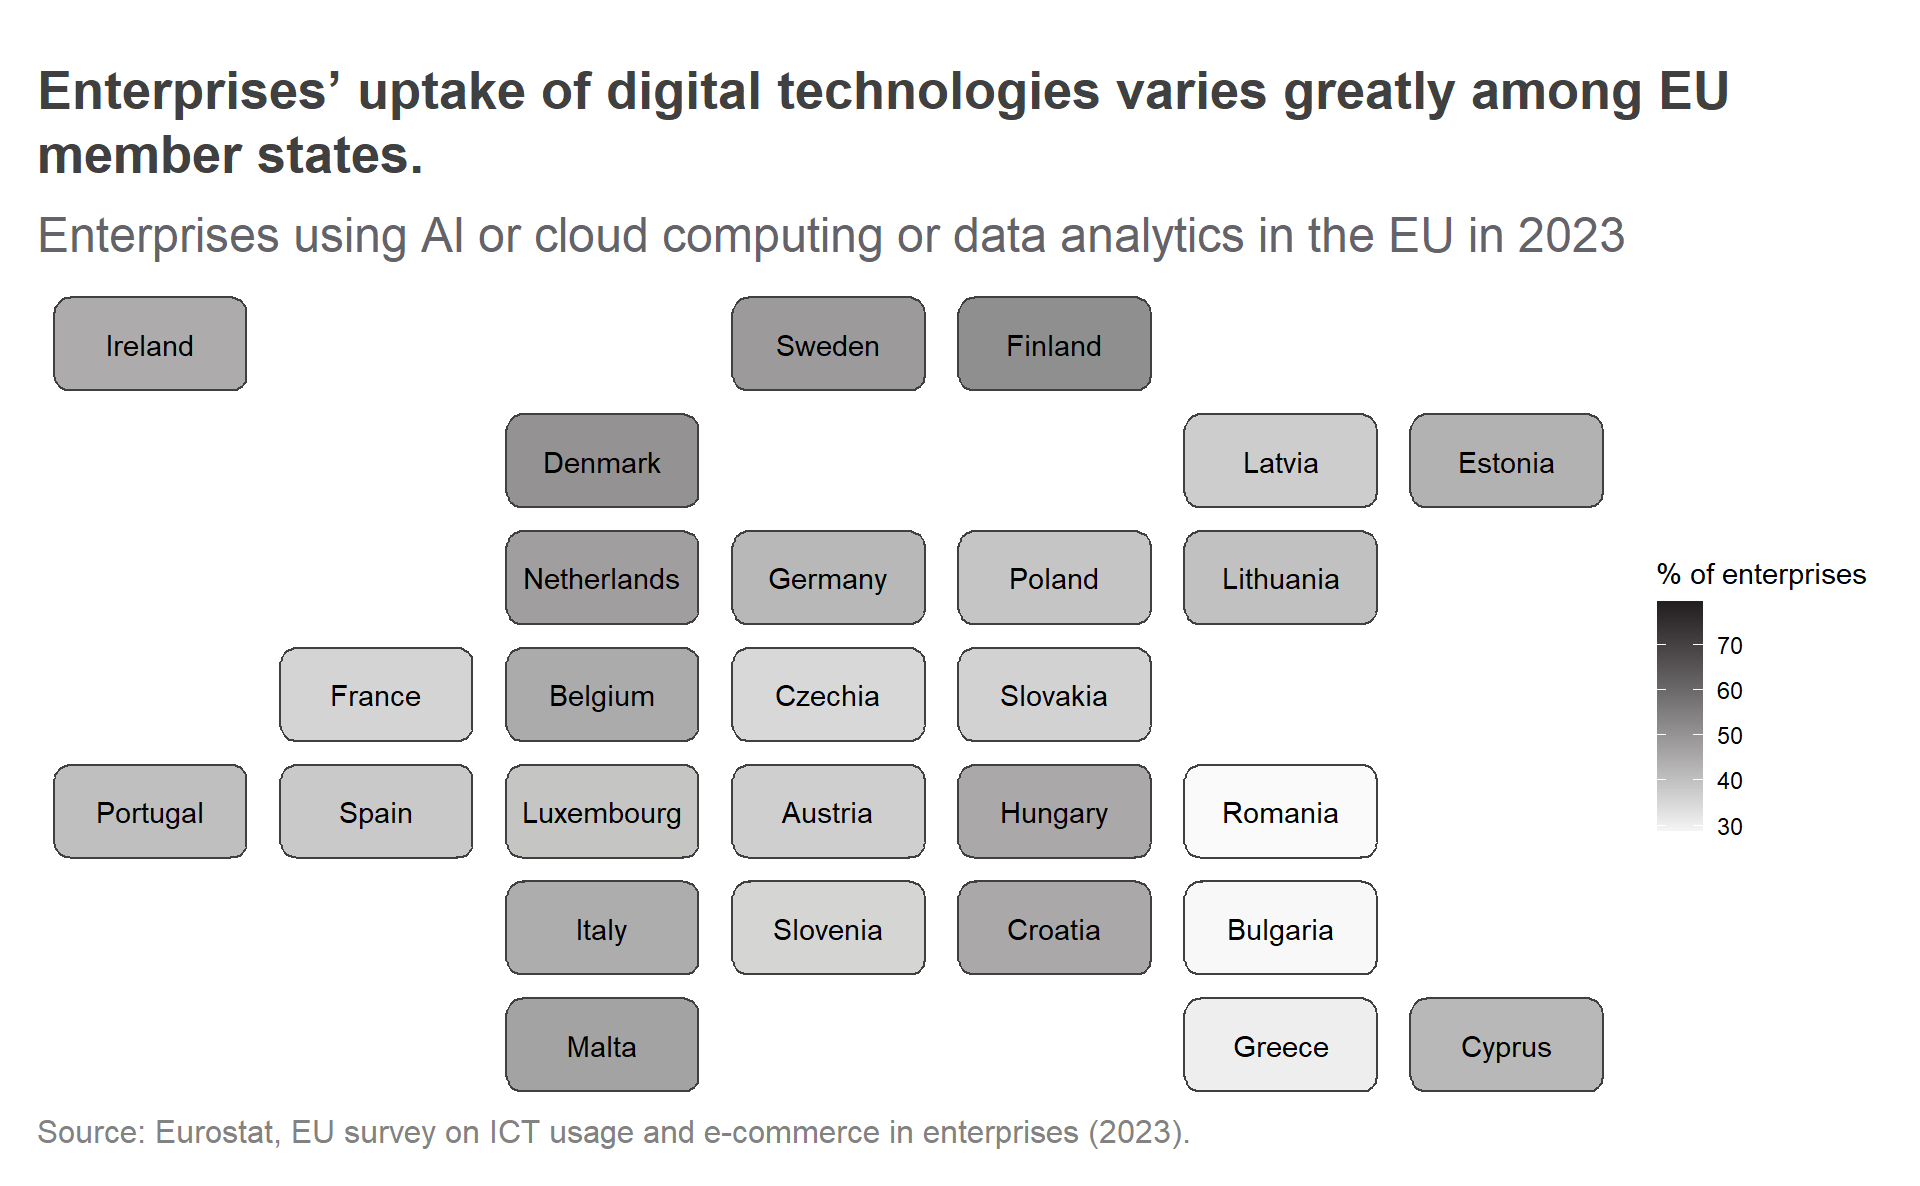 Enterprises’ uptake of digital technologies varies greatly among EU
member states.
Enterprises using AI or cloud computing or data analytics in the EU in 2023
Ireland
Sweden
Finland
Denmark
Latvia
Estonia
Netherlands
Germany
Poland
Lithuania
% of enterprises
70
60
50
40
30
France
Belgium
Czechia
Slovakia
Portugal
Spain
Luxembourg
Austria
Hungary
Romania
Italy
Slovenia
Croatia
Bulgaria
Malta
Greece
Cyprus
Source: Eurostat, EU survey on ICT usage and e-commerce in enterprises (2023).